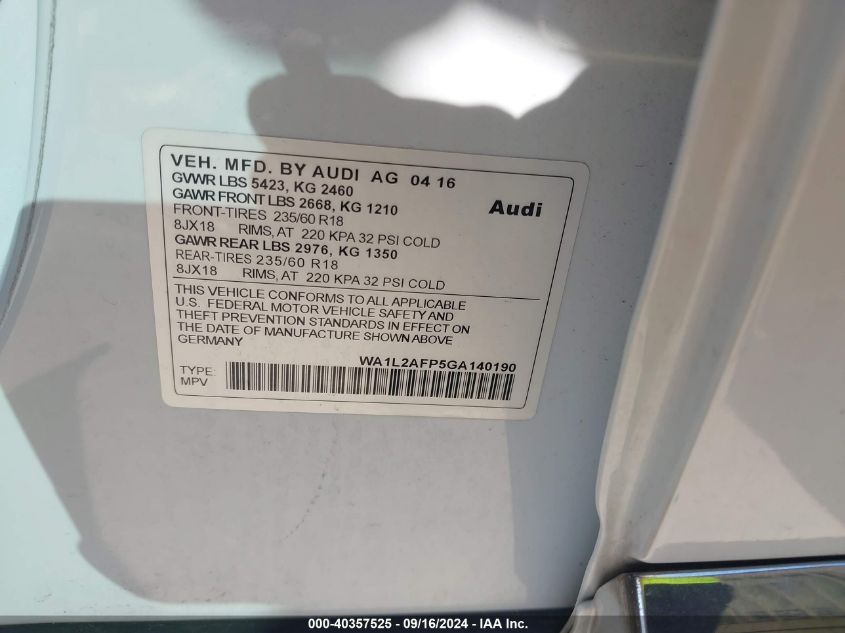 VEH. MFD. BY AUDI AG 04 16
GVWR LBS 5423, KG 2460
GAWR FRONT LBS 2668, KG 1210
Audi
FRONT-TIRES 235/60 R18
8JX18 RIMS, AT 220 KPA 32 PSI COLD
GAWR REAR LBS 2976, KG 1350
REAR-TIRES 235/60 R18
8JX18 RIMS, AT 220 KPA 32 PSI COLD
THIS VEHICLE CONFORMS TO ALL APPLICABLE
U.S. FEDERAL MOTOR VEHICLE SAFETY AND
THEFT PREVENTION STANDARDS IN EFFECT ON
THE DATE OF MANUFACTURE SHOWN ABOVE
GERMANY
WA1L2AFP5GA140190
TYPE:
MPV
000-40357525 - 09/16/2024 - IAA Inc.